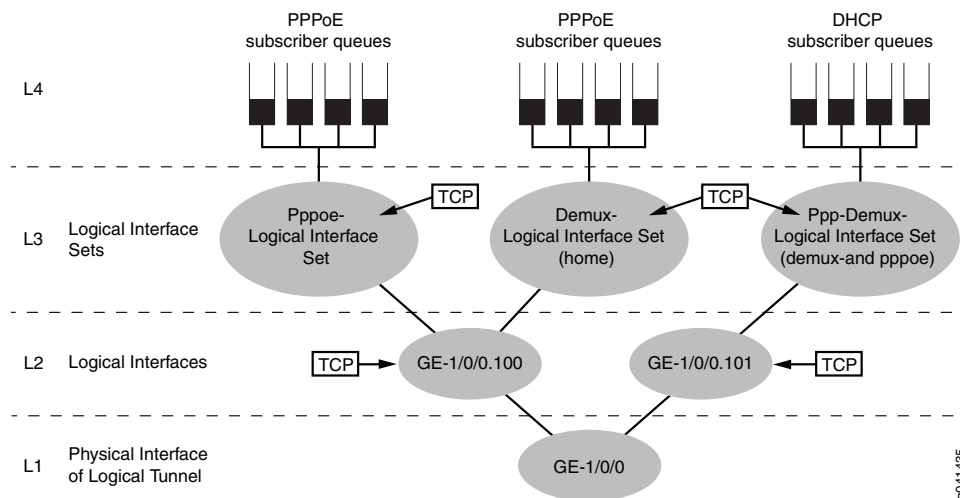 PPPoE
subscriber queues
PPPoE
subscriber queues
DHCP
subscriber queues
L4
TCP
TCP
L3
Logical Interface
Sets
Pppoe-
Logical Interface
Set
Demux-
Logical Interface Set
(home)
Ppp-Demux-
Logical Interface Set
(demux-and pppoe)
L2
Logical Interfaces
TCP
GE-1/0/0.100
GE-1/0/0.101
TCP
L1
Physical Interface
of Logical Tunnel
GE-1/0/0